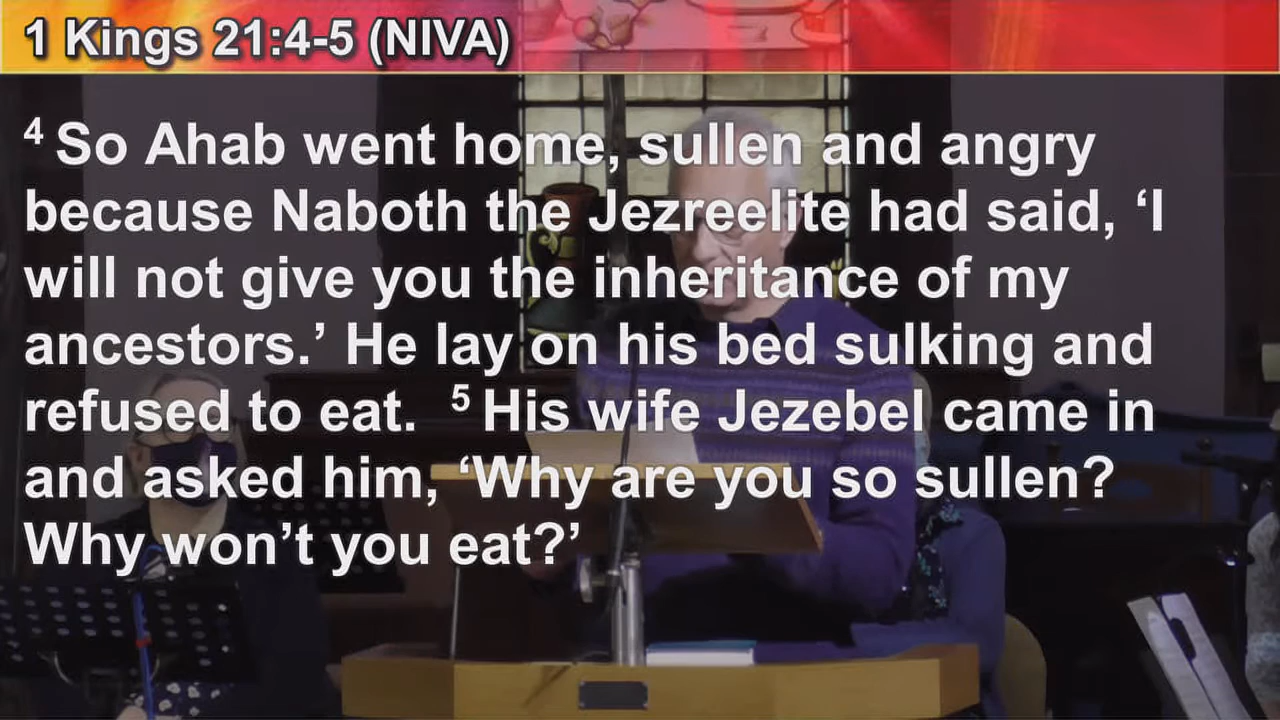 1 Kings 21:4-5 (NIVA)
4 So Ahab went home, sullen and angry
because Naboth the Jezreelite had said, ‘I
will not give you the inheritance of my
ancestors.’ He lay on his bed sulking and
refused to eat. 5 His wife Jezebel came in
and asked him, ‘Why are you so sullen?
Why won’t you eat?’